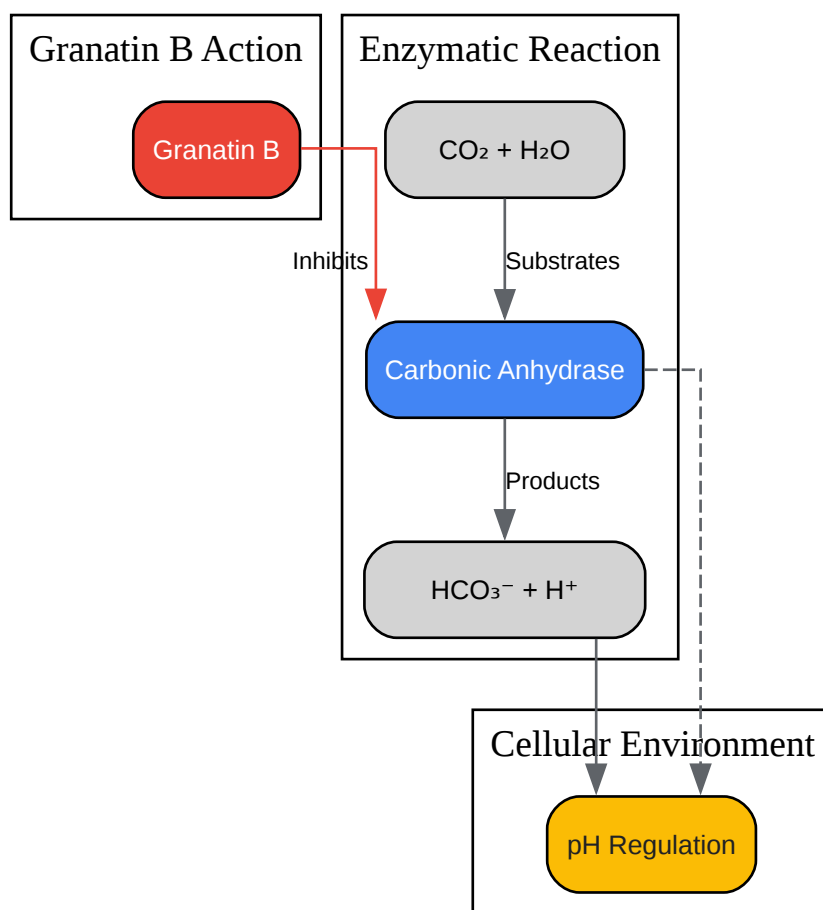 Granatin B Action
Enzymatic Reaction
Granatin B
CO₂ + H₂O
Inhibits
Substrates
Carbonic Anhydrase
Products
HCO₃⁻ + H⁺
Cellular Environment
pH Regulation